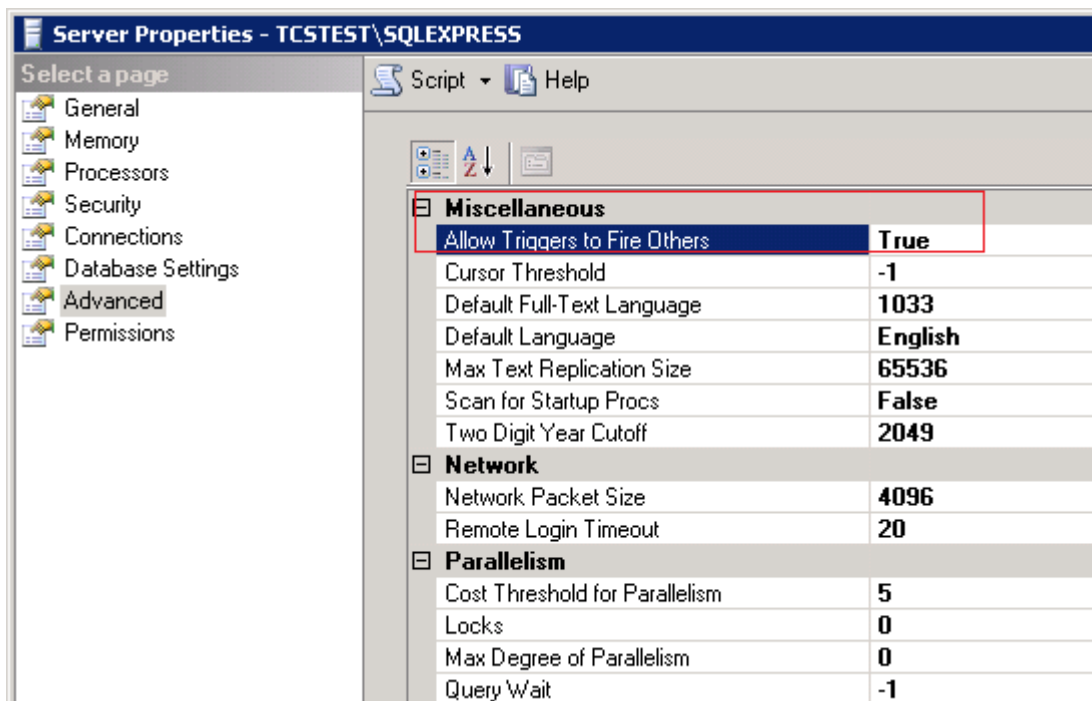 Server Properties - TCSTEST\SQLEXPRESS
Select a page
General
Memory
Processors
Security
Connections
Database Settings
Advanced
Permissions
Script Help
Miscellaneous
Allow Triggers to Fire Others True
Cursor Threshold -1
Default Full-Text Language 1033
Default Language English
Max Text Replication Size 65536
Scan for Startup Procs False
Two Digit Year Cutoff 2049
Network
Network Packet Size 4096
Remote Login Timeout 20
Parallelism
Cost Threshold for Parallelism 5
Locks 0
Max Degree of Parallelism 0
Query Wait -1